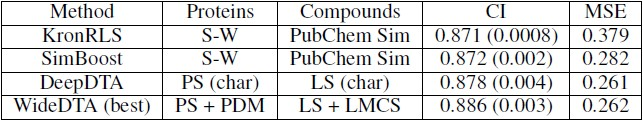 Method Proteins Compounds CI MSE
KronRLS S-W PubChem Sim 0.871 (0.0008) 0.379
SimBoost S-W PubChem Sim 0.872 (0.002) 0.282
DeepDTA PS (char) LS (char) 0.878 (0.004) 0.261
WideDTA (best) PS + PDM LS + LMCS 0.886 (0.003) 0.262